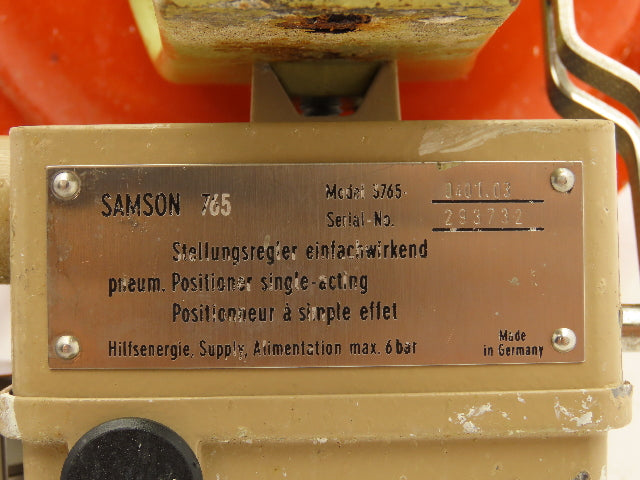 SAMSON 765 Model 5765- 0401.03
Serial-No. 293732
Stellungsregler einfachwirkend
pneum. Positioner single-acting
Positionneur à simple effet
Hilfsenergie, Supply, Alimentation max. 6 bar
Made
in Germany